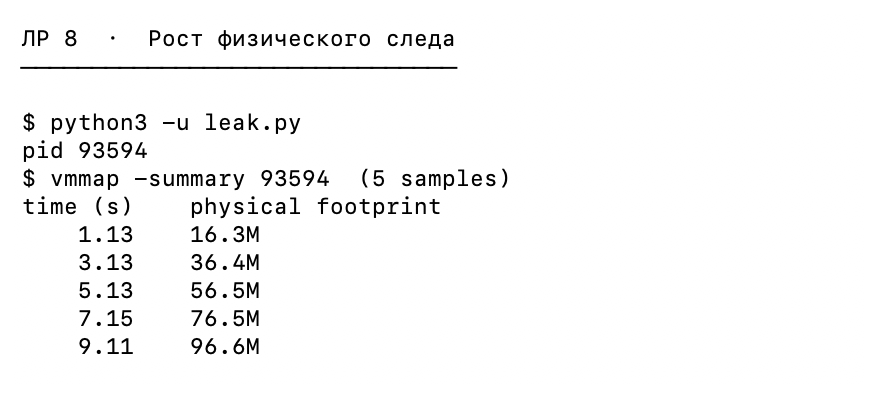 ЛР 8  ·  Рост физического следа
$ python3 -u leak.py
pid 93594
$ vmmap -summary 93594  (5 samples)
time (s)    physical footprint
    1.13    16.3M
    3.13    36.4M
    5.13    56.5M
    7.15    76.5M
    9.11    96.6M